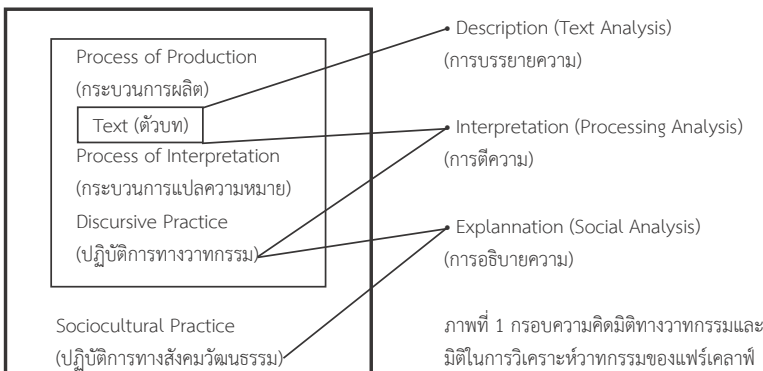 Process of Production
(กระบวนการผลิต)
Text (ตัวบท)
Process of Interpretation
(กระบวนการแปลความหมาย)
Discursive Practice
(ปฏิบัติการทางวาทกรรม)
Sociocultural Practice
(ปฏิบัติการทางสังคมวัฒนธรรม)
• Description (Text Analysis)
(การบรรยายความ)
• Interpretation (Processing Analysis)
(การตีความ)
• Explannation (Social Analysis)
(การอธิบายความ)
ภาพที่ 1 กรอบความคิดมิติทางวาทกรรมและ
มิติในการวิเคราะห์วาทกรรมของแฟร์เคลาฟ์